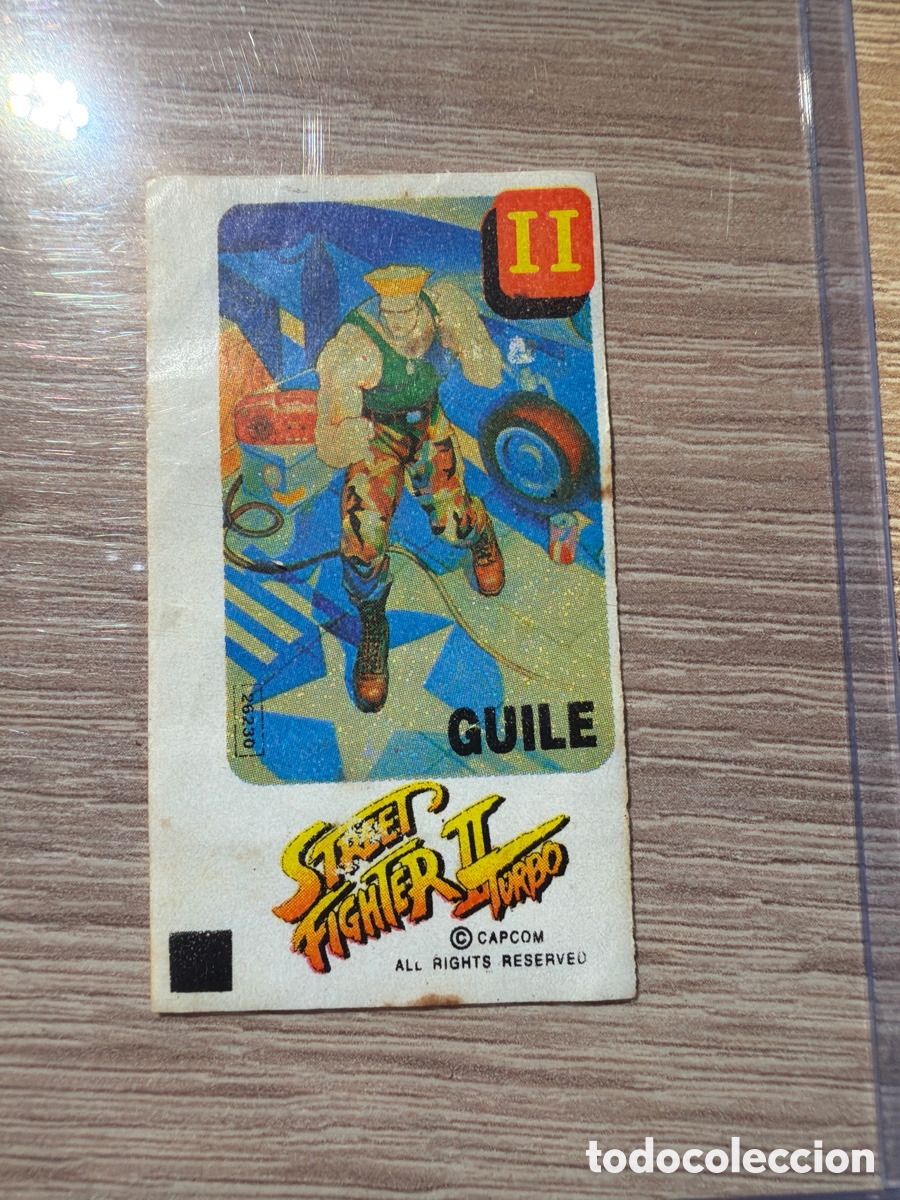 II
26230
GUILE
STREET
FIGHTER II
TURBO
© CAPCOM
ALL RIGHTS RESERVED
todocoleccion